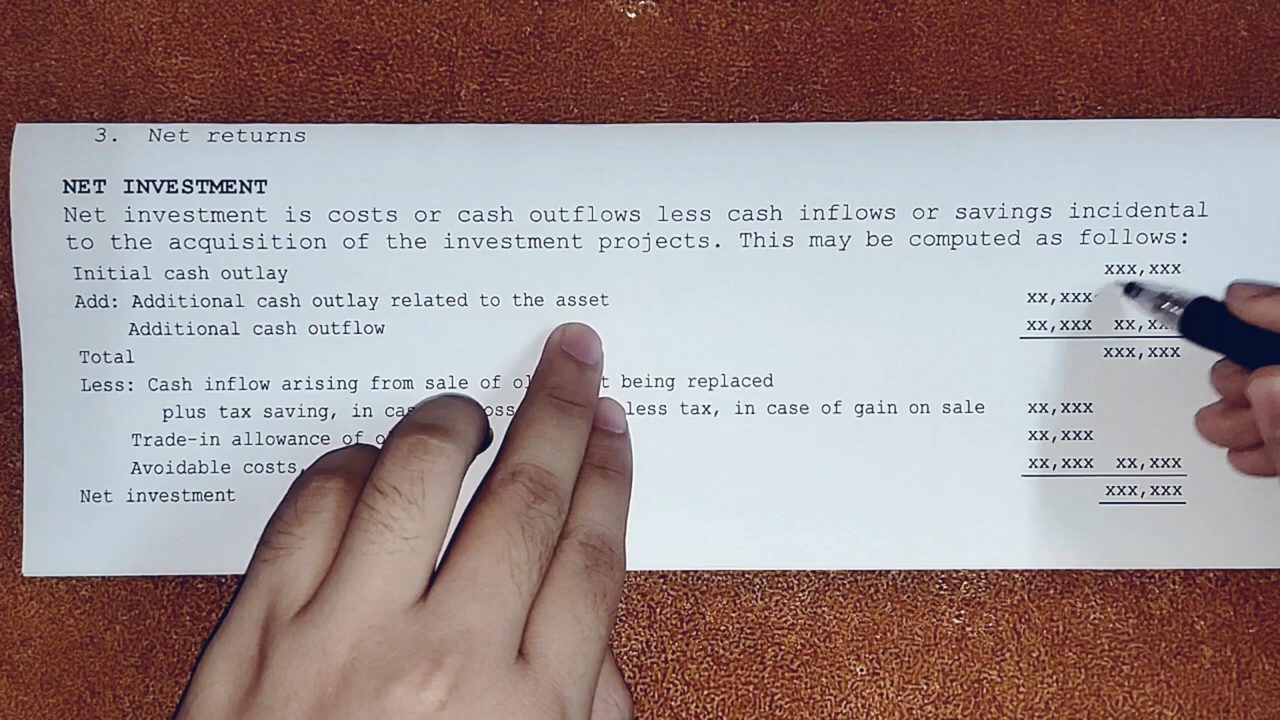 3. Net returns
NET INVESTMENT
Net investment is costs or cash outflows less cash inflows or savings incidental
to the acquisition of the investment projects. This may be computed as follows:
Initial cash outlay xxx,xxx
Add: Additional cash outlay related to the asset xx,xxx
Additional cash outflow xx,xxx
Total xxx,xxx
Less: Cash inflow arising from sale of being replaced
plus tax saving, in less tax, in case of gain on sale xx,xxx
Trade-in allowance of xx,xxx
Avoidable costs, xx,xxx xx,xxx
Net investment xxx,xxx